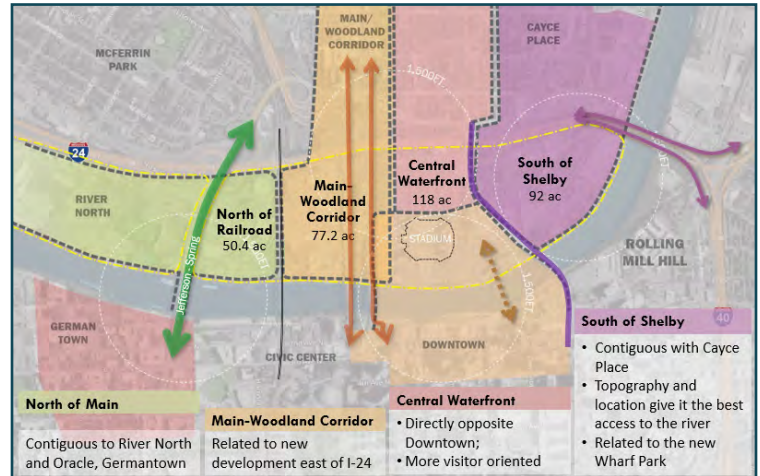 MAIN/
WOODLAND
CORRIDOR
CAYCE
PLACE
MCFERRIN
PARK
1,500FT
24
RIVER
NORTH
North of
Railroad
50.4 ac
Main-
Woodland
Corridor
77.2 ac
Central
Waterfront
118 ac
South of
Shelby
92 ac
STADIUM
ROLLING
MILL HILL
Jefferson - Spring
1,500FT
40
GERMAN
TOWN
CIVIC CENTER
DOWNTOWN
North of Main
Contiguous to River North
and Oracle, Germantown
Main-Woodland Corridor
Related to new
development east of I-24
Central Waterfront
• Directly opposite
Downtown;
• More visitor oriented
South of Shelby
• Contiguous with Cayce
Place
• Topography and
location give it the best
access to the river
• Related to the new
Wharf Park